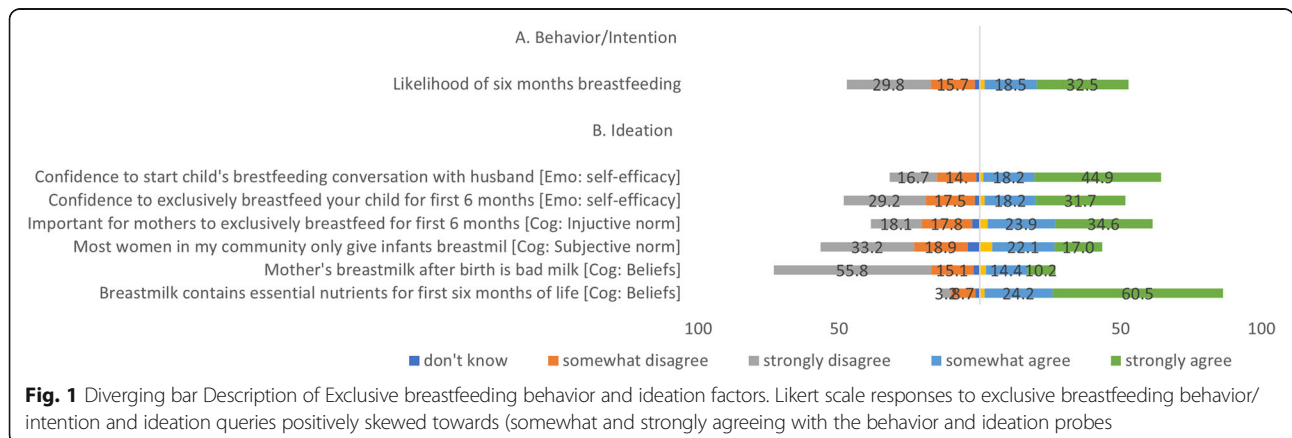 A. Behavior/Intention
Likelihood of six months breastfeeding 29.8 15.7 18.5 32.5
B. Ideation
Confidence to start child's brestfeeding conversation with husband [Emo: self-efficacy] 16.7 14. 18.2 44.9
Confidence to exclusively breastfeed your child for first 6 months [Emo: self-efficacy] 29.2 17.5 18.2 31.7
Important for mothers to exclusively breastfeed for first 6 months [Cog: Injuctive norm] 18.1 17.8 23.9 34.6
Most women in my community only give infants breastmil [Cog: Subjective norm] 33.2 18.9 22.1 17.0
Mother's breastmilk after birth is bad milk [Cog: Beliefs] 55.8 15.1 14.4 10.2
Breastmilk contains essential nutrients for first six months of life [Cog: Beliefs] 3.2 8.7 24.2 60.5
100 50 50 100
don't know somewhat disagree strongly disagree somewhat agree strongly agree
Fig. 1 Diverging bar Description of Exclusive breastfeeding behavior and ideation factors. Likert scale responses to exclusive breastfeeding behavior/
intention and ideation queries positively skewed towards (somewhat and strongly agreeing with the behavior and ideation probes